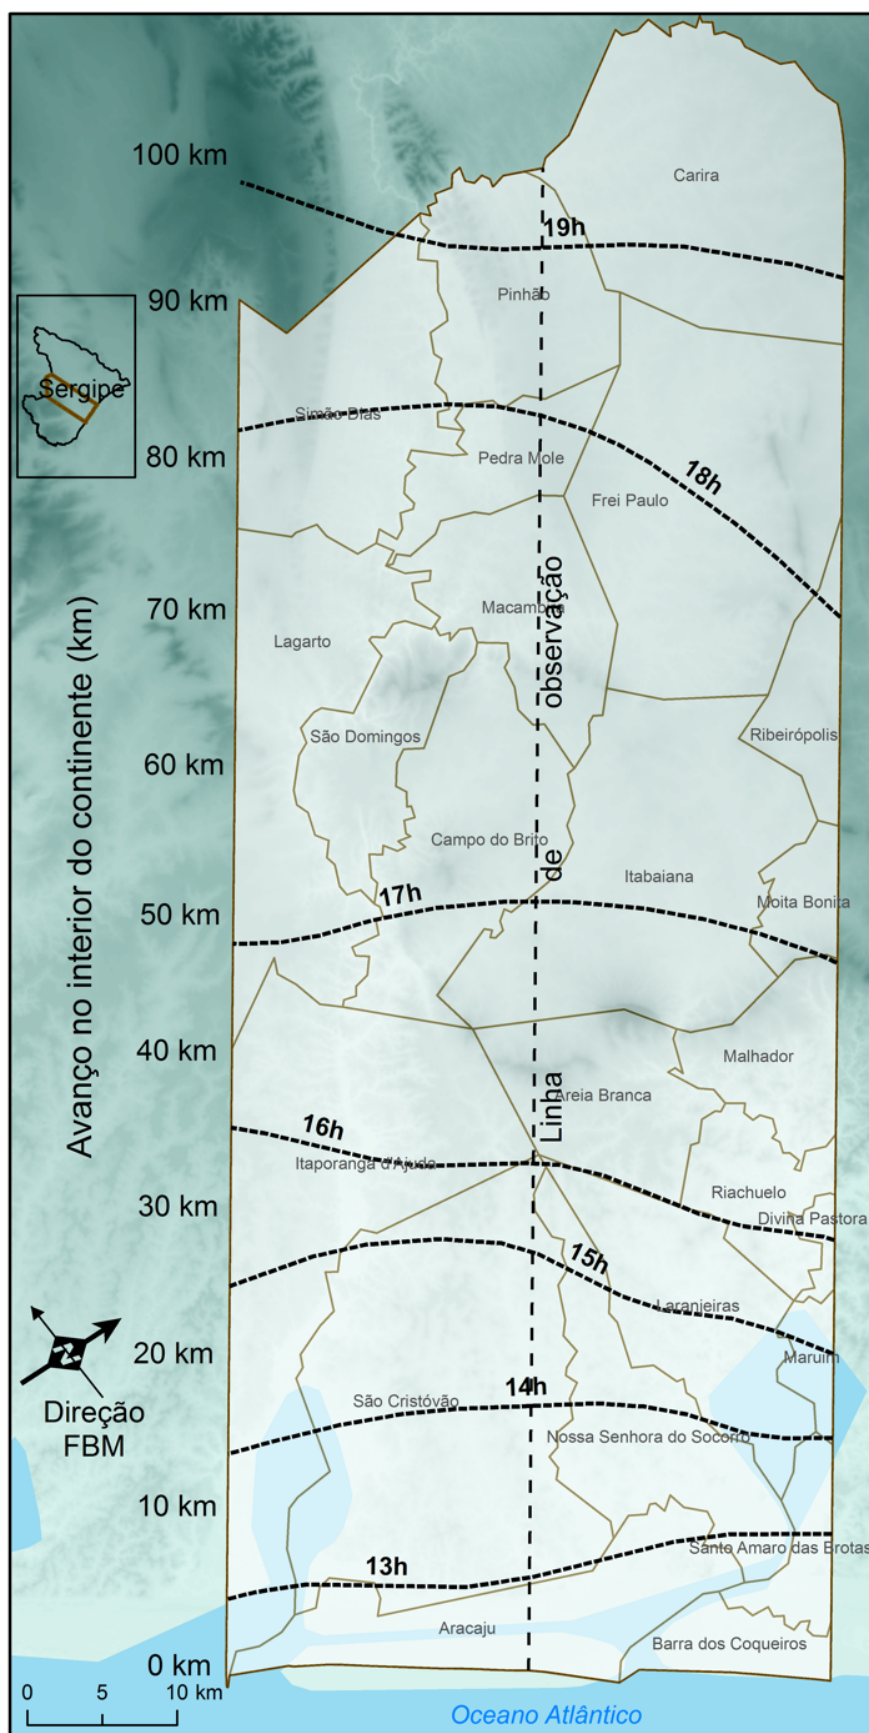 100 km
Carira
19h
90 km
Pinhão
Sergipe
Simão Dias
80 km
Pedra Mole
18h
Frei Paulo
70 km
Macambira
Lagarto
São Domingos
Ribeirópolis
60 km
Campo do Brito
Itabaiana
17h
Moita Bonita
50 km
Avanço no interior do continente (km)
Linha de observação
40 km
Malhador
Areia Branca
16h
Itaporanga d'Ajuda
Riachuelo
30 km
Divina Pastora
15h
Laranjeiras
20 km
Maruim
14h
São Cristóvão
Direção
FBM
Nossa Senhora do Socorro
10 km
Santo Amaro das Brotas
13h
Aracaju
Barra dos Coqueiros
0 km
0 5 10 km
Oceano Atlântico